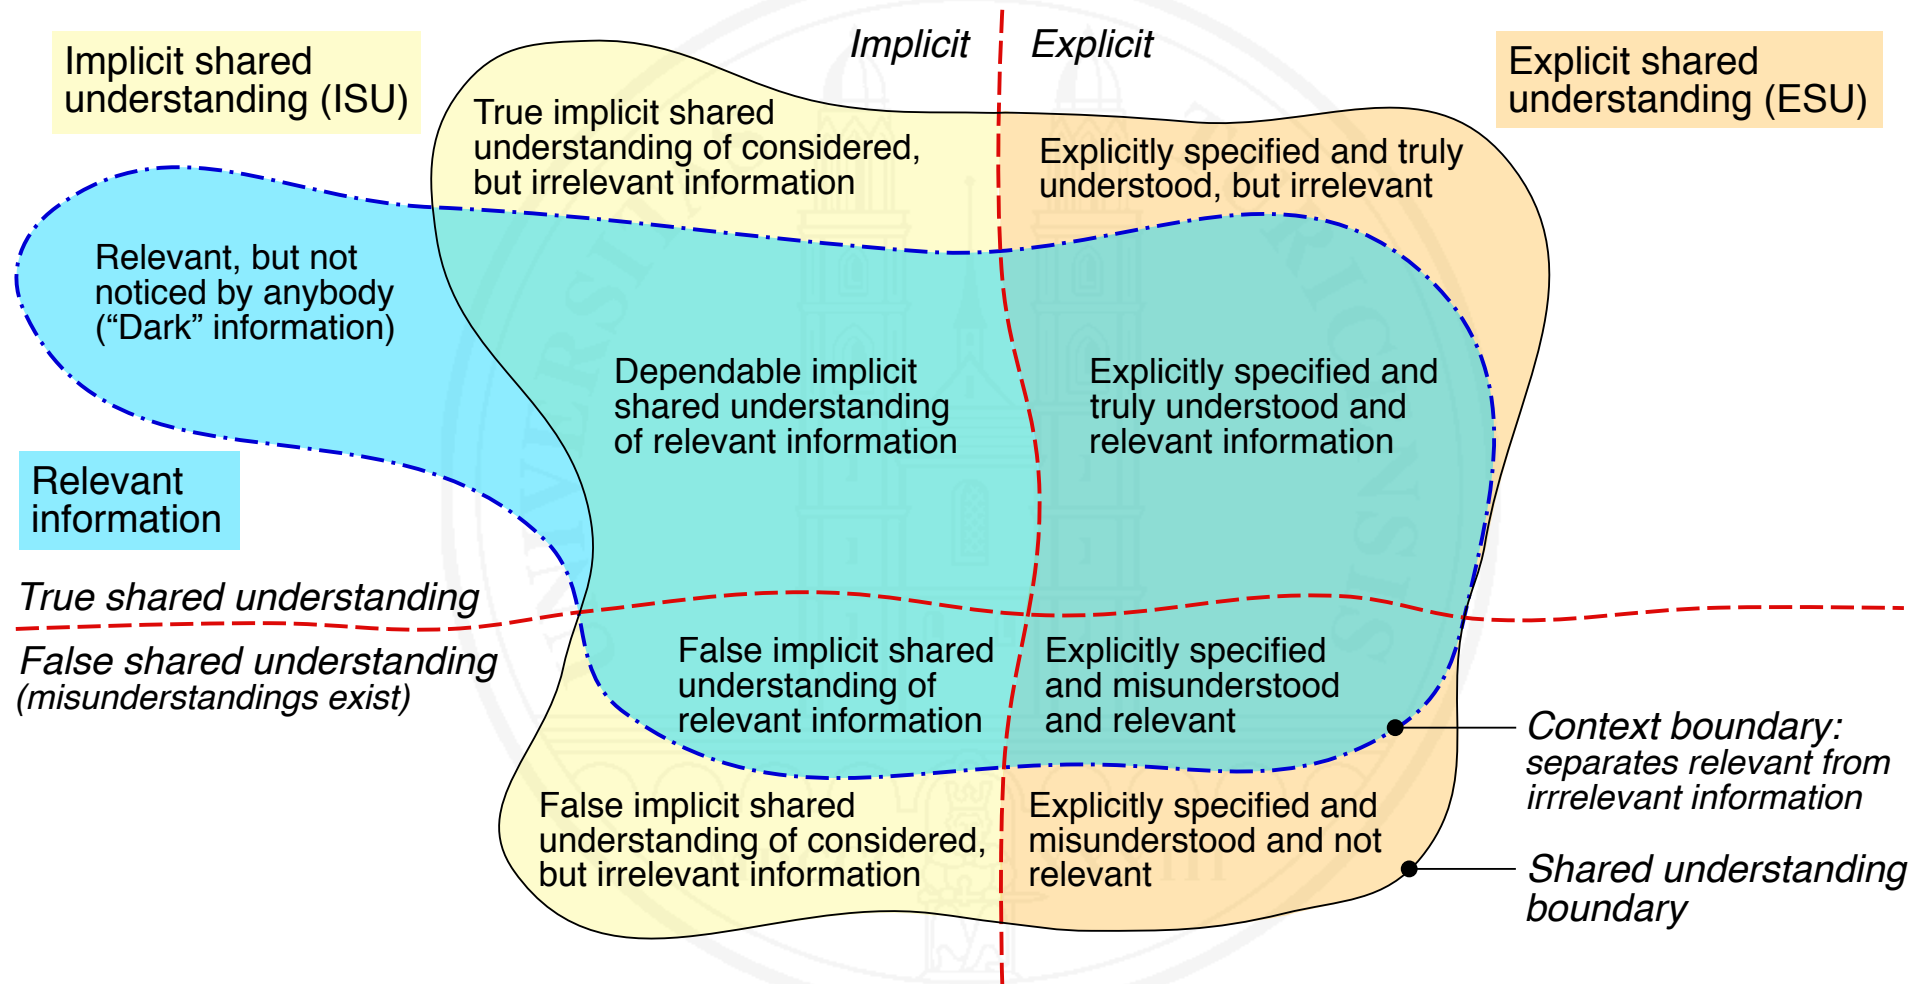 Implicit shared
understanding (ISU)
Implicit
Explicit
Explicit shared
understanding (ESU)
True implicit shared
understanding of considered,
but irrelevant information
Explicitly specified and truly
understood, but irrelevant
Relevant, but not
noticed by anybody
(“Dark” information)
Dependable implicit
shared understanding
of relevant information
Explicitly specified and
truly understood and
relevant information
Relevant
information
True shared understanding
False shared understanding
(misunderstandings exist)
False implicit shared
understanding of
relevant information
Explicitly specified
and misunderstood
and relevant
Context boundary:
separates relevant from
irrrelevant information
False implicit shared
understanding of considered,
but irrelevant information
Explicitly specified and
misunderstood and not
relevant
Shared understanding
boundary